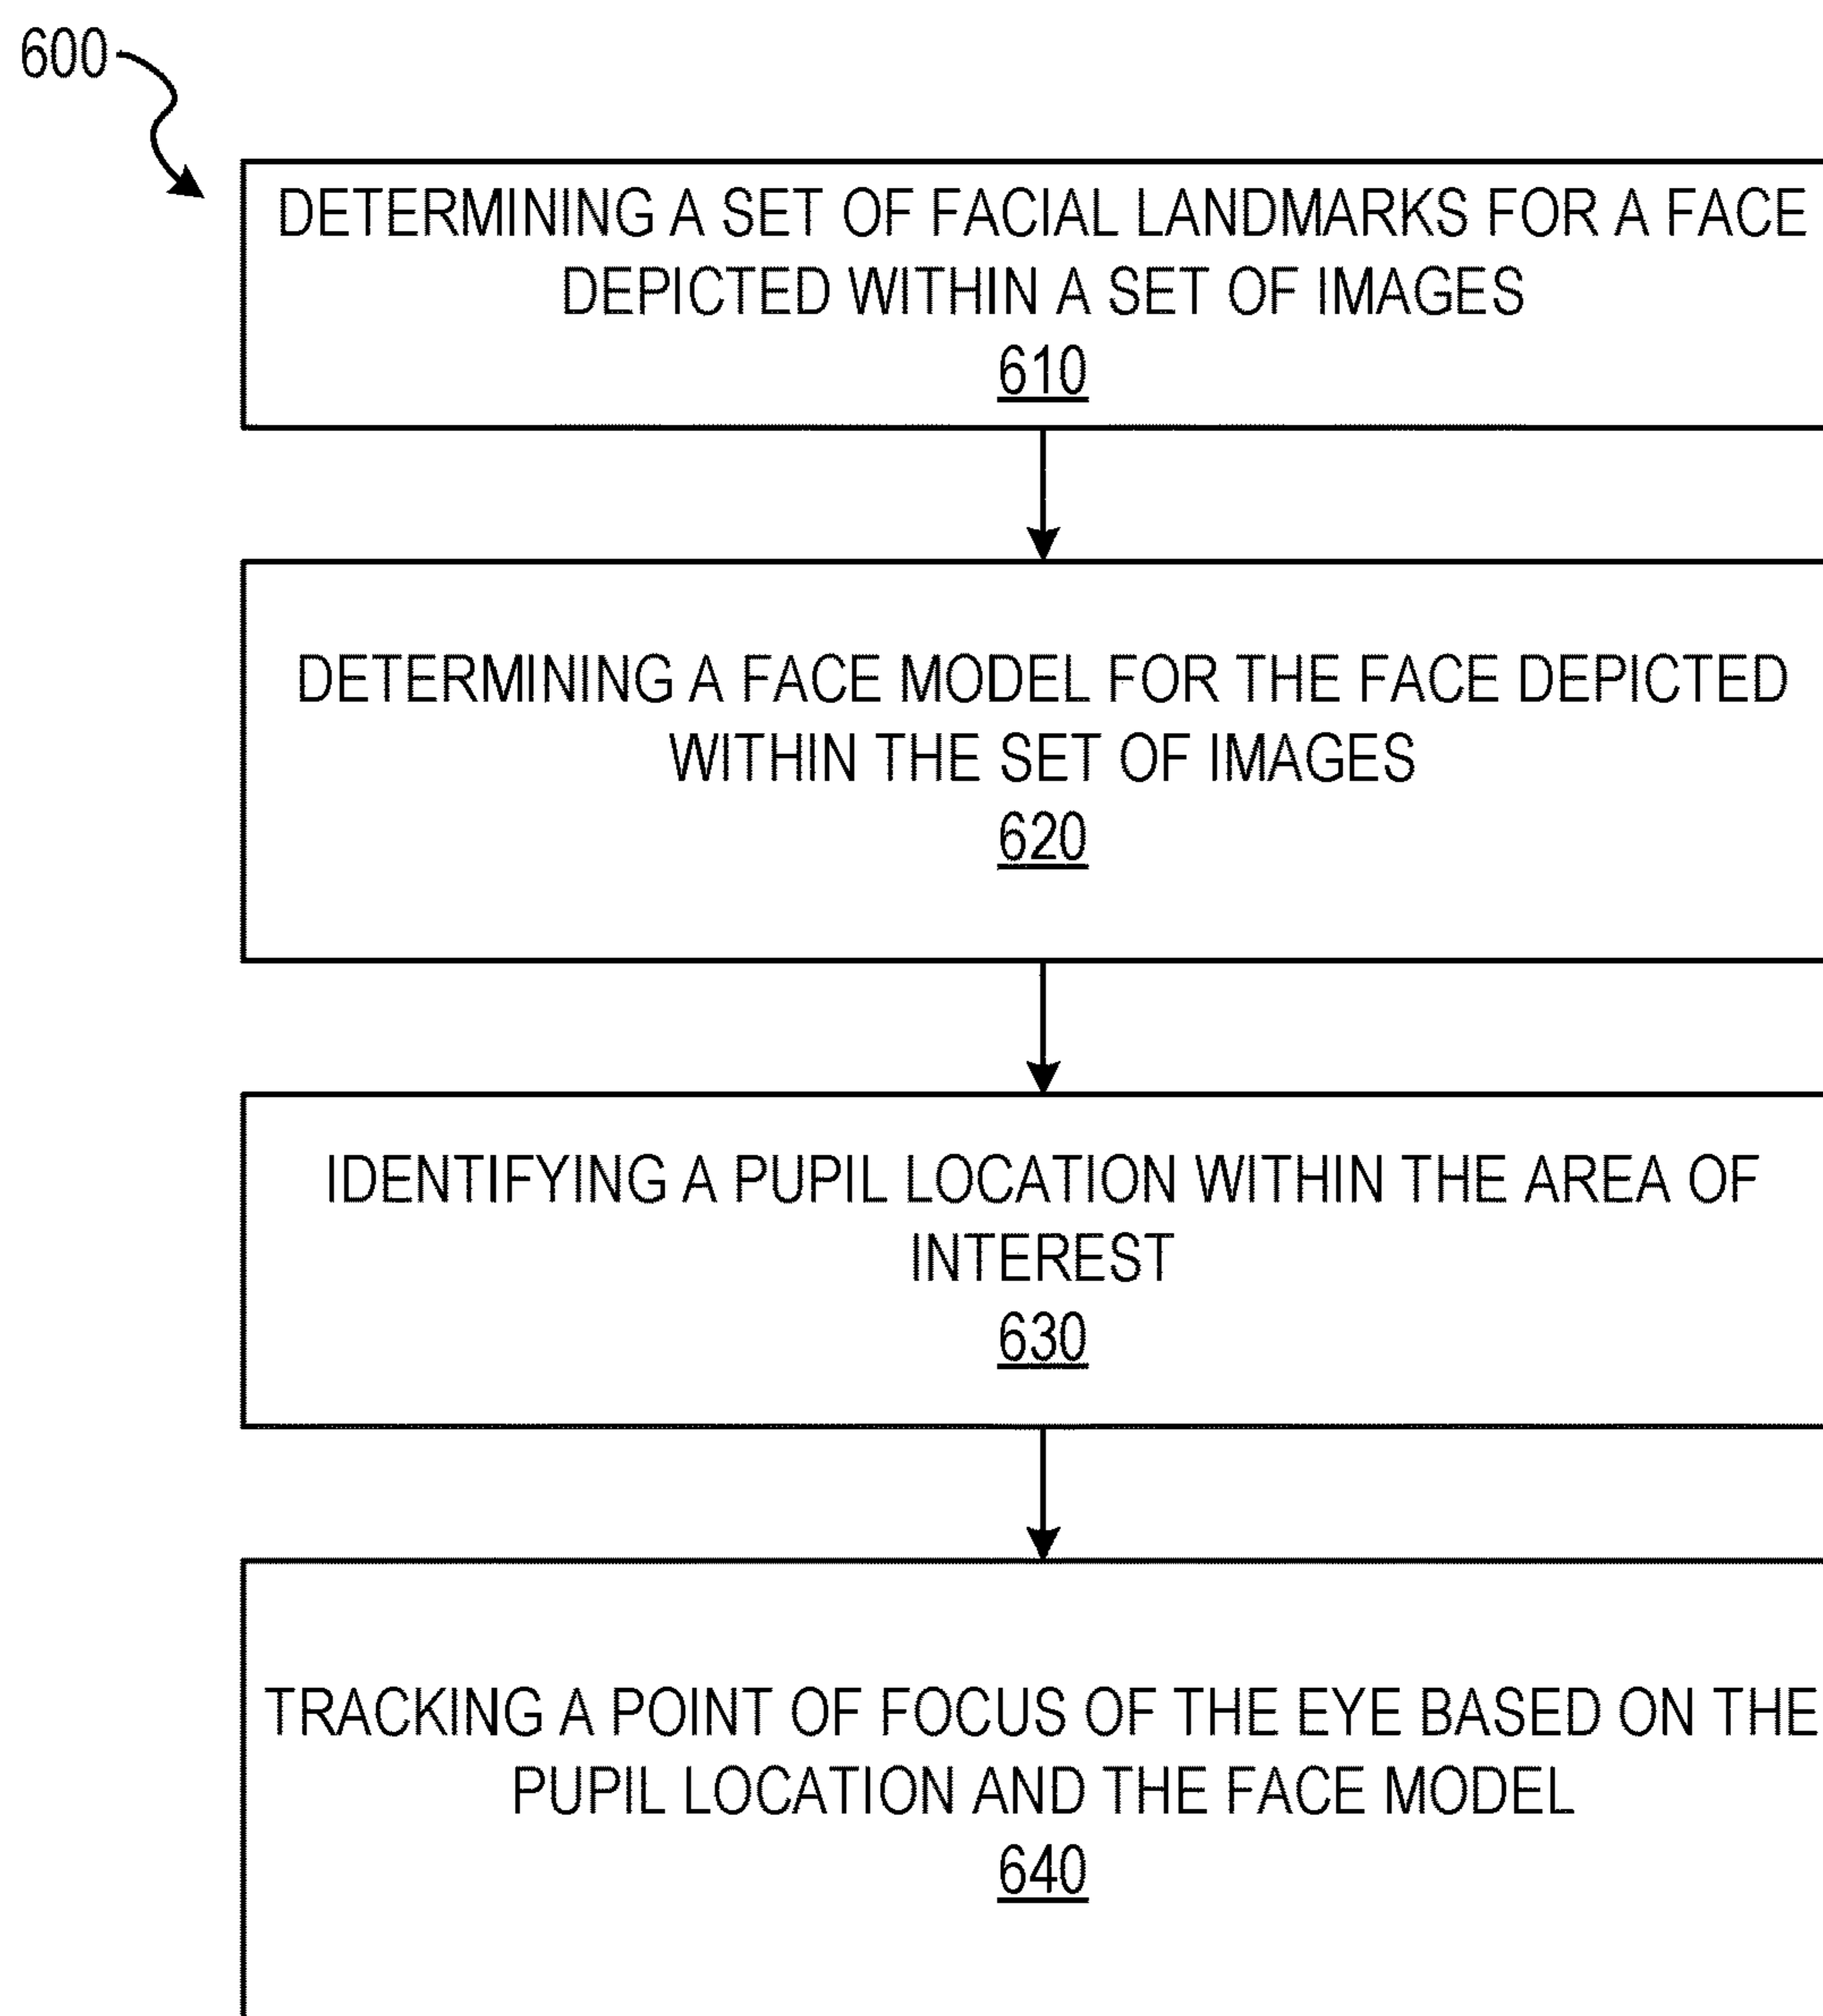 600
DETERMINING A SET OF FACIAL LANDMARKS FOR A FACE
DEPICTED WITHIN A SET OF IMAGES
610
DETERMINING A FACE MODEL FOR THE FACE DEPICTED
WITHIN THE SET OF IMAGES
620
IDENTIFYING A PUPIL LOCATION WITHIN THE AREA OF
INTEREST
630
TRACKING A POINT OF FOCUS OF THE EYE BASED ON THE
PUPIL LOCATION AND THE FACE MODEL
640